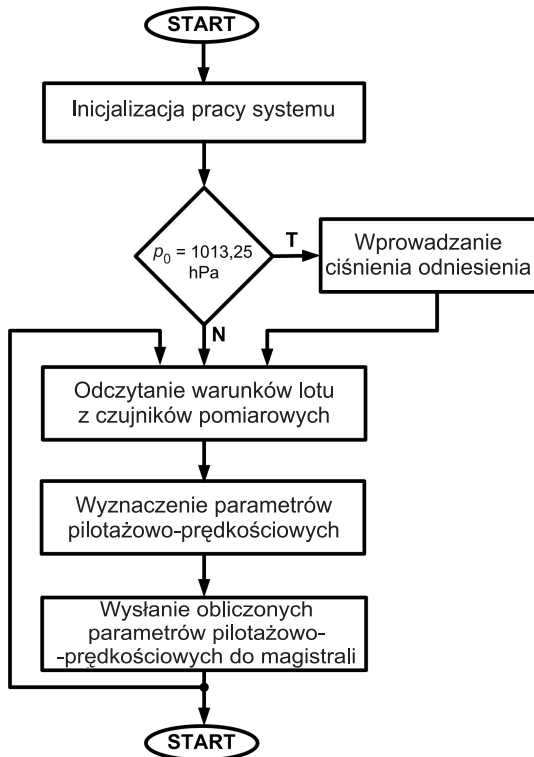 START
Inicjalizacja pracy systemu
p₀ = 1013,25
hPa
T
Wprowadzanie
ciśnienia odniesienia
N
Odczytanie warunków lotu
z czujników pomiarowych
Wyznaczenie parametrów
pilotażowo-prędkościowych
Wysłanie obliczonych
parametrów pilotażowo-
-prędkościowych do magistrali
START